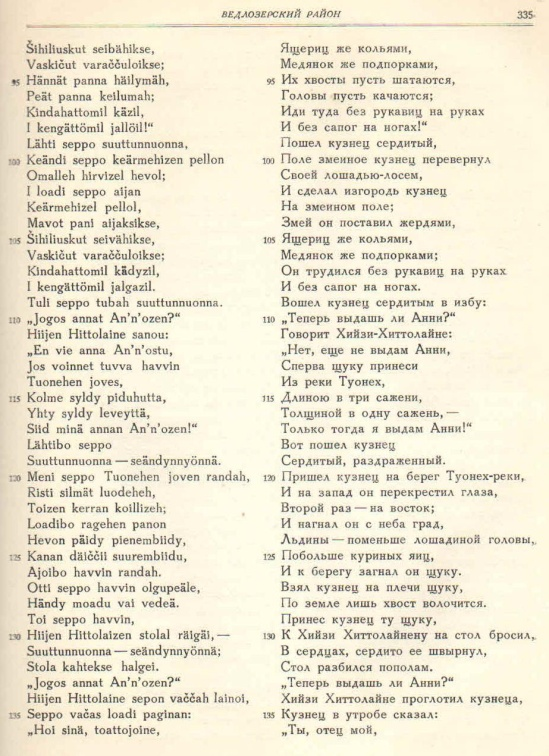 ВЕДЛОЗЕРСКИЙ РАЙОН 335
Šihiliuskut seibähikse,
Vaskičut varaččuloikse;
95 Hännät panna häilymäh,
Peät panna keilumah;
Kindahattomil käzil,
I kengättömil jallöil!“
Lähti seppo suuttunnuonna,
100 Keändi seppo keärmehizen pellon
Omalleh hirvizel hevol;
I loadi seppo aijan
Keärmehizel pellol,
Mavot pani aijaksikse,
105 Šihiliuskut seivähikse,
Vaskičut varaččuloikse;
Kindahattomil kädyzil,
I kengättömil jalgazil.
Tuli seppo tubah suuttunnuonna.
110 „Jogos annat An’n’ozen?“
Hiijen Hittolaine sanou:
„En vie anna An’n’ostu,
Jos voinnet tuvva havvin
Tuonehen joves,
115 Kolme syldy piduhutta,
Yhty syldy leveyttä,
Siid minä annan An’n’ozen!“
Lähtibo seppo
Suuttunnuonna — seändynnyönnä.
120 Meni seppo Tuonehen joven randah,
Risti silmät luodeheh,
Toizen kerran koillizeh;
Loadibo ragehen panon
Hevon päidy pienembiidy,
125 Kanan däiččii suurembiidu,
Ajoibo havvin randah.
Otti seppo havvin olgupeäle,
Händy moadu vai vedeä.
Toi seppo havvin,
130 Hiijen Hittolaizen stolal räigäi, —
Suuttunnuonna — seändynnyönnä;
Stola kahtekse halgei.
„Jogos annat An’n’ozen?“
Hiijen Hittolaine sepon vaččah lainoi,
135 Seppo vačas loadi paginan:
„Hoi sinä, toattojoine,
Ящериц же кольями,
Медянок же подпорками,
95 Их хвосты пусть шатаются,
Головы пусть качаются;
Иди туда без рукавиц на руках
И без сапог на ногах!“
Пошел кузнец сердитый,
100 Поле змеиное кузнец перевернул
Своей лошадью-лосем,
И сделал изгородь кузнец
На змеином поле;
Змей он поставил жердями,
105 Ящериц же кольями,
Медянок же подпорками;
Он трудился без рукавиц на руках
И без сапог на ногах.
Вошел кузнец сердитым в избу:
110 „Теперь выдашь ли Анни?“
Говорит Хийзи-Хиттолайне:
„Нет, еще не выдам Анни,
Сперва щуку принеси
Из реки Туонех,
115 Длиною в три сажени,
Толщиной в одну сажень, —
Только тогда я выдам Анни!“
Вот пошел кузнец
Сердитый, раздраженный.
120 Пришел кузнец на берег Туонех-реки,
И на запад он перекрестил глаза,
Второй раз — на восток;
И нагнал он с неба град,
Льдины — поменьше лошадиной головы,
125 Побольше куриных яиц,
И к берегу загнал он щуку.
Взял кузнец на плечи щуку,
По земле лишь хвост волочится.
Принес кузнец ту щуку,
130 К Хийзи Хиттолайнену на стол бросил,
В сердцах, сердито ее швырнул,
Стол разбился пополам.
„Теперь выдашь ли Анни?“
Хийзи Хиттолайне проглотил кузнеца,
135 Кузнец в утробе сказал:
„Ты, отец мой,